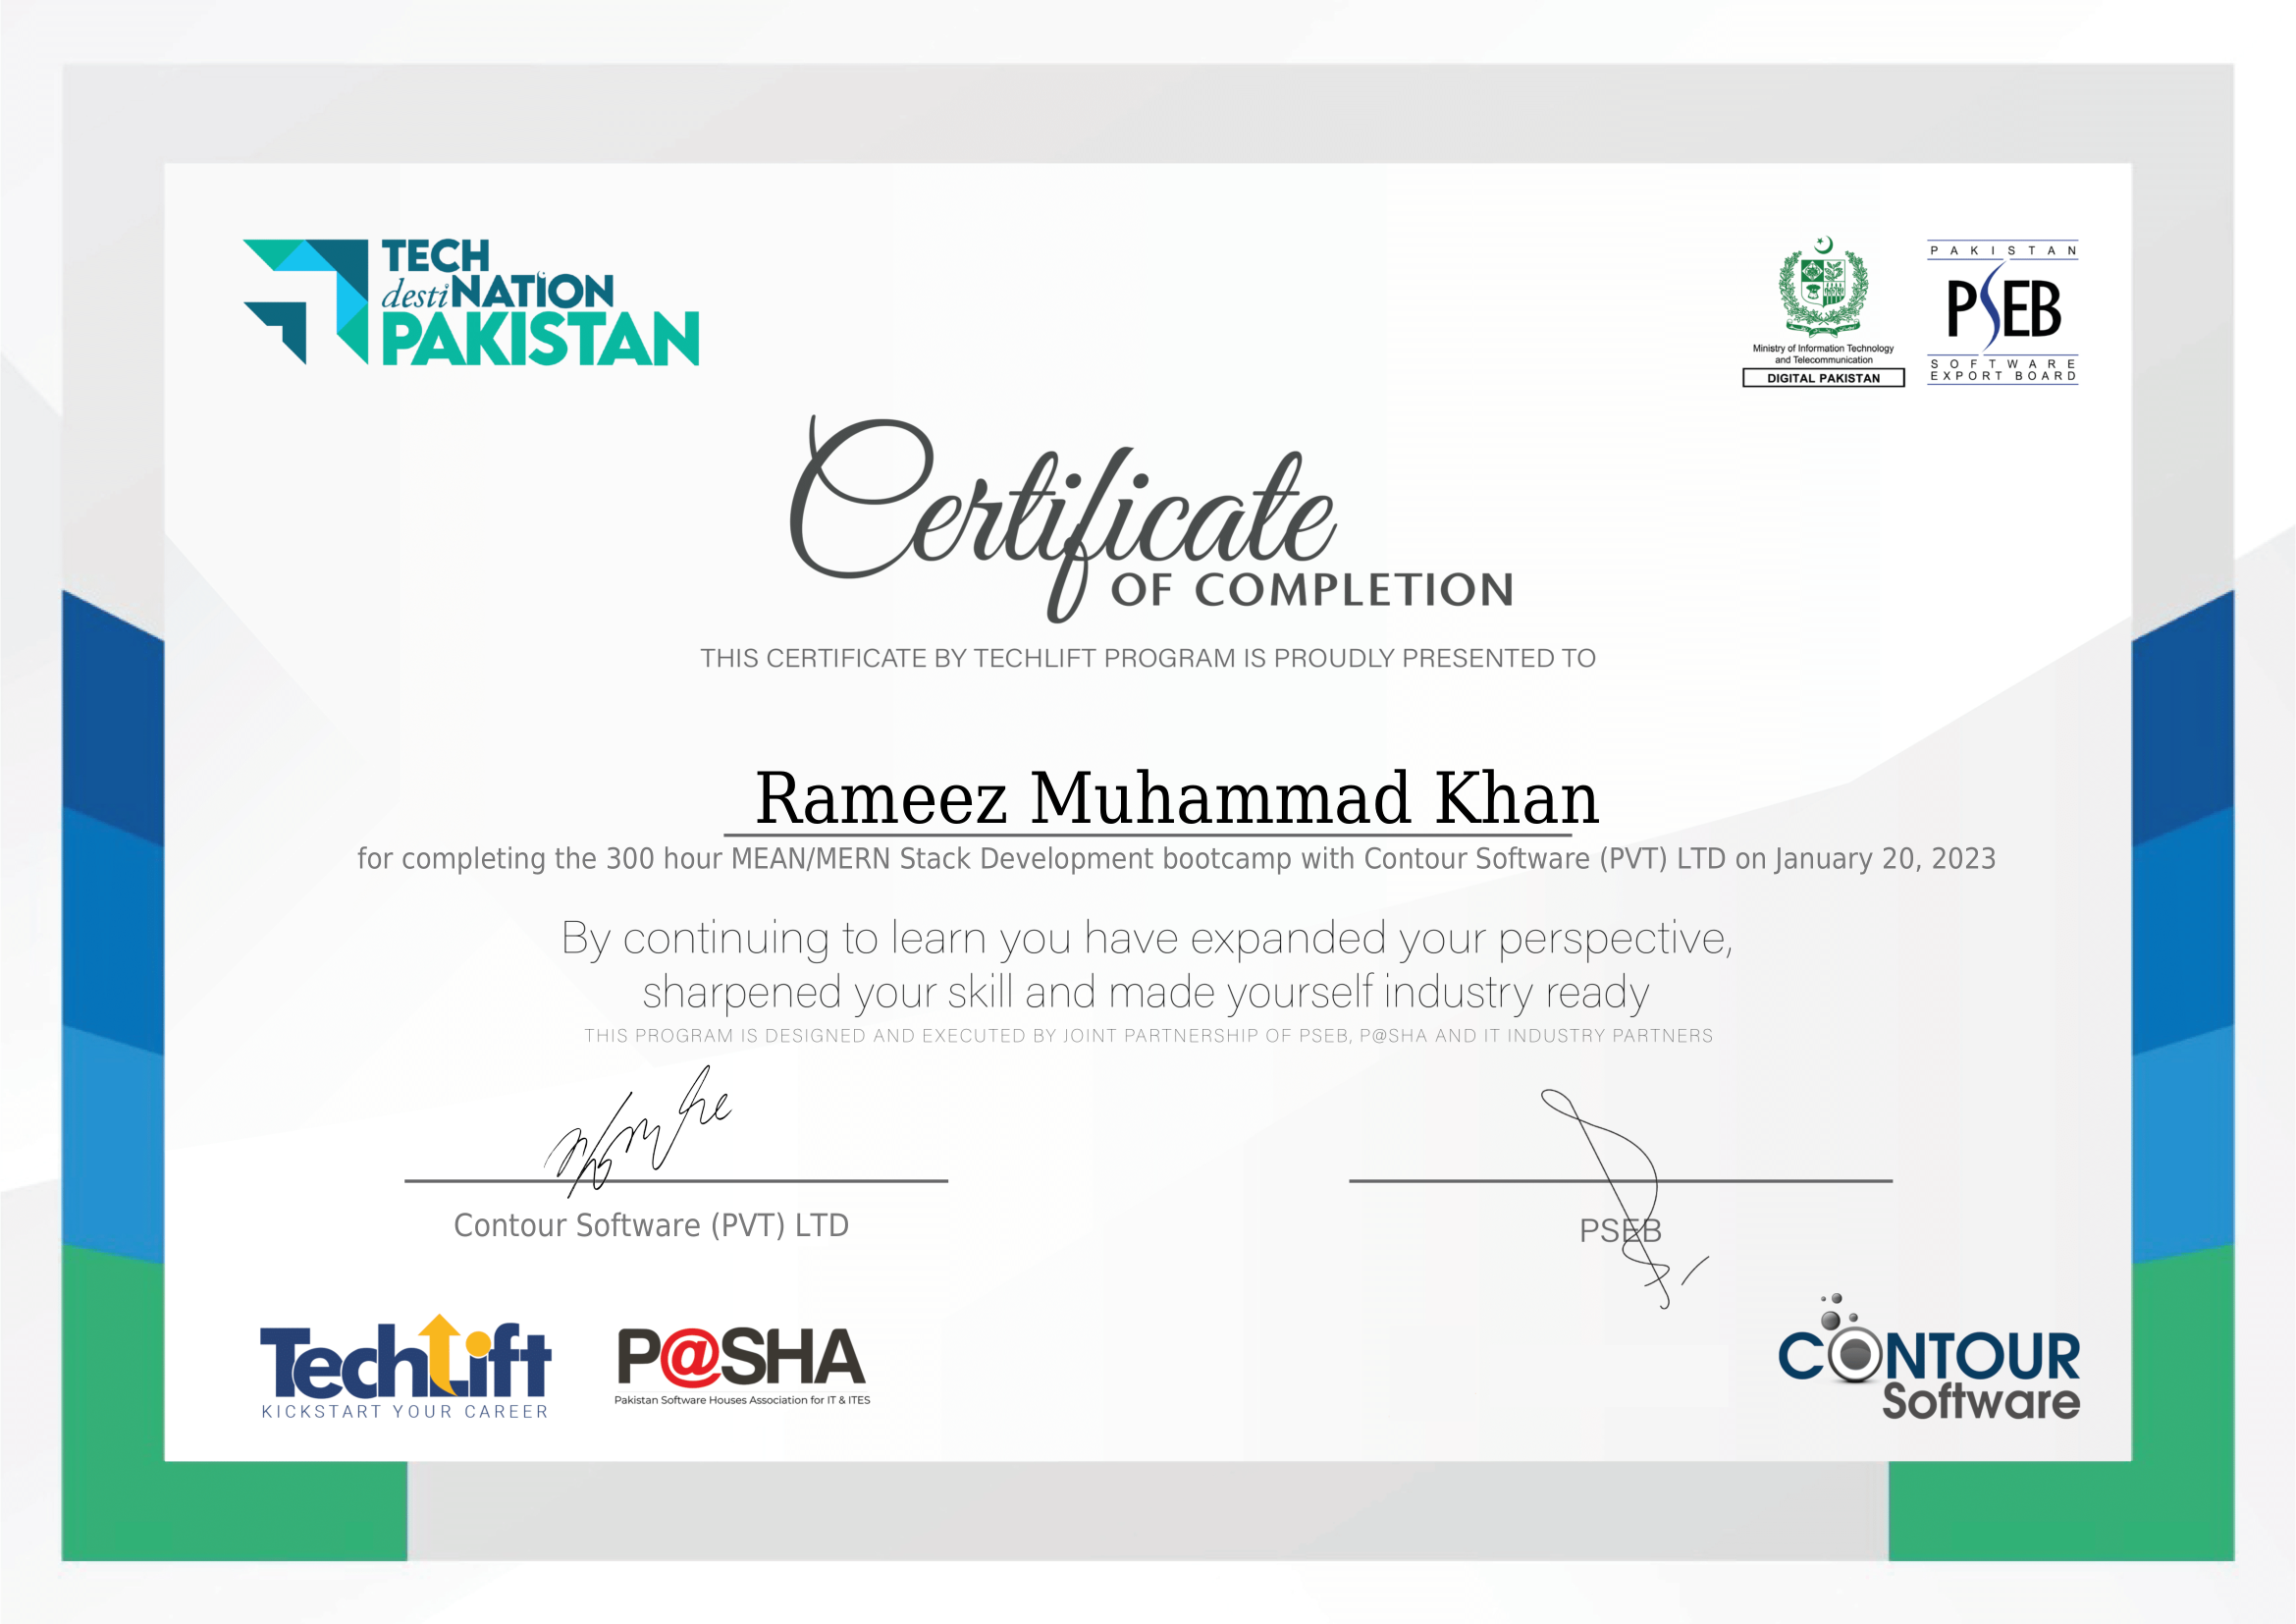 TECH
destiNATION
PAKISTAN
Ministry of Information Technology
and Telecommunication
DIGITAL PAKISTAN
PAKISTAN
PSEB
SOFTWARE
EXPORT BOARD
Certificate
OF COMPLETION
THIS CERTIFICATE BY TECHLIFT PROGRAM IS PROUDLY PRESENTED TO
Rameez Muhammad Khan
for completing the 300 hour MEAN/MERN Stack Development bootcamp with Contour Software (PVT) LTD on January 20, 2023
By continuing to learn you have expanded your perspective,
sharpened your skill and made yourself industry ready
THIS PROGRAM IS DESIGNED AND EXECUTED BY JOINT PARTNERSHIP OF PSEB, P@SHA AND IT INDUSTRY PARTNERS
Contour Software (PVT) LTD
PSEB
TechLift
KICKSTART YOUR CAREER
P@SHA
Pakistan Software Houses Association for IT & ITES
CONTOUR
Software